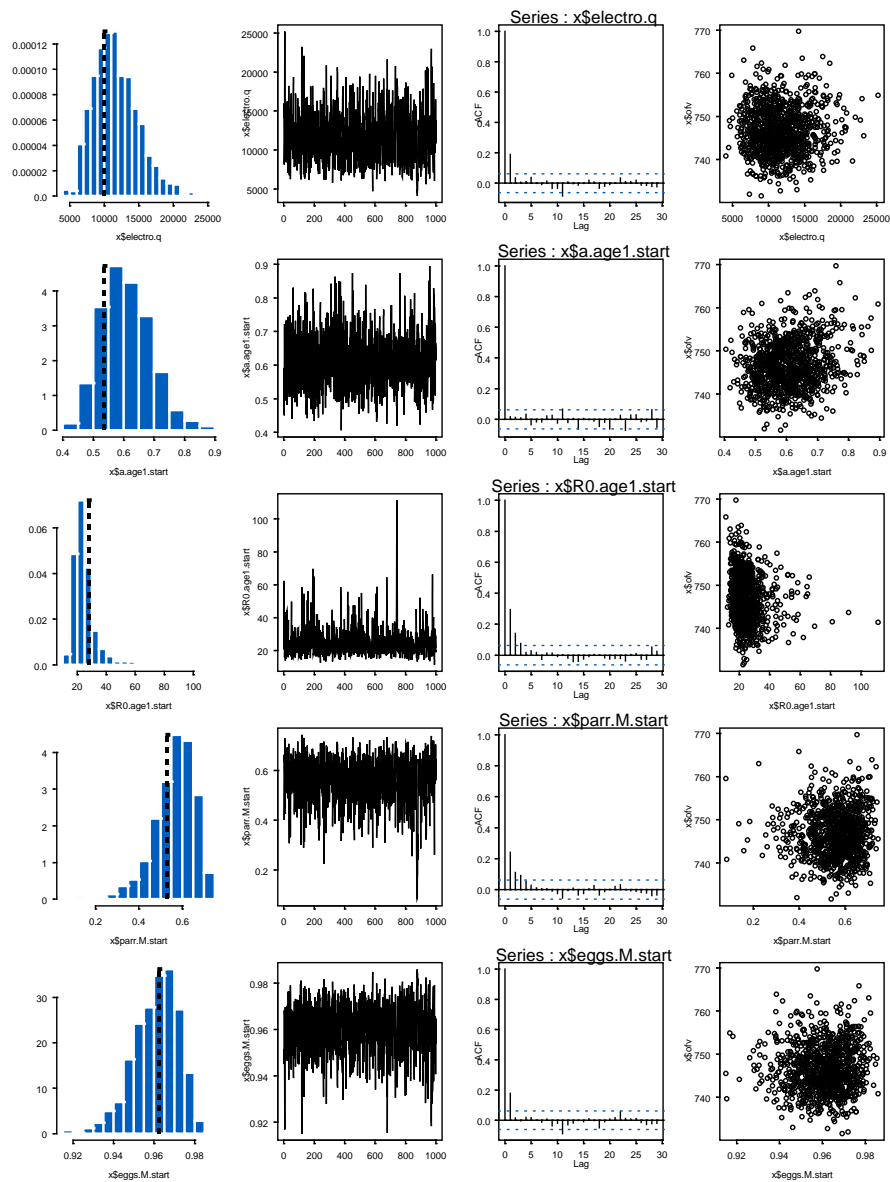 Series : x$electro.q
0.00012
0.00010
0.00008
0.00006
0.00004
0.00002
0.0
5000 10000 15000 20000 25000
x$electro.q
25000
20000
15000
10000
5000
x$electro.q
0 200 400 600 800 1000
1.0
0.8
0.6
0.4
0.2
0.0
ACF
0 5 10 15 20 25 30
Lag
770
760
750
740
x$ofv
5000 10000 15000 20000 25000
x$electro.q
Series : x$a.age1.start
4
3
2
1
0
0.4 0.5 0.6 0.7 0.8 0.9
x$a.age1.start
0.9
0.8
0.7
0.6
0.5
0.4
x$a.age1.start
0 200 400 600 800 1000
1.0
0.8
0.6
0.4
0.2
0.0
ACF
0 5 10 15 20 25 30
Lag
770
760
750
740
x$ofv
0.4 0.5 0.6 0.7 0.8 0.9
x$a.age1.start
Series : x$R0.age1.start
0.06
0.04
0.02
0.0
20 40 60 80 100
x$R0.age1.start
100
80
60
40
20
x$R0.age1.start
0 200 400 600 800 1000
1.0
0.8
0.6
0.4
0.2
0.0
ACF
0 5 10 15 20 25 30
Lag
770
760
750
740
x$ofv
20 40 60 80 100
x$R0.age1.start
Series : x$parr.M.start
4
3
2
1
0
0.2 0.4 0.6
x$parr.M.start
0.6
0.4
0.2
x$parr.M.start
0 200 400 600 800 1000
1.0
0.8
0.6
0.4
0.2
0.0
ACF
0 5 10 15 20 25 30
Lag
770
760
750
740
x$ofv
0.2 0.4 0.6
x$parr.M.start
Series : x$eggs.M.start
30
20
10
0
0.92 0.94 0.96 0.98
x$eggs.M.start
0.98
0.96
0.94
0.92
x$eggs.M.start
0 200 400 600 800 1000
1.0
0.8
0.6
0.4
0.2
0.0
ACF
0 5 10 15 20 25 30
Lag
770
760
750
740
x$ofv
0.92 0.94 0.96 0.98
x$eggs.M.start